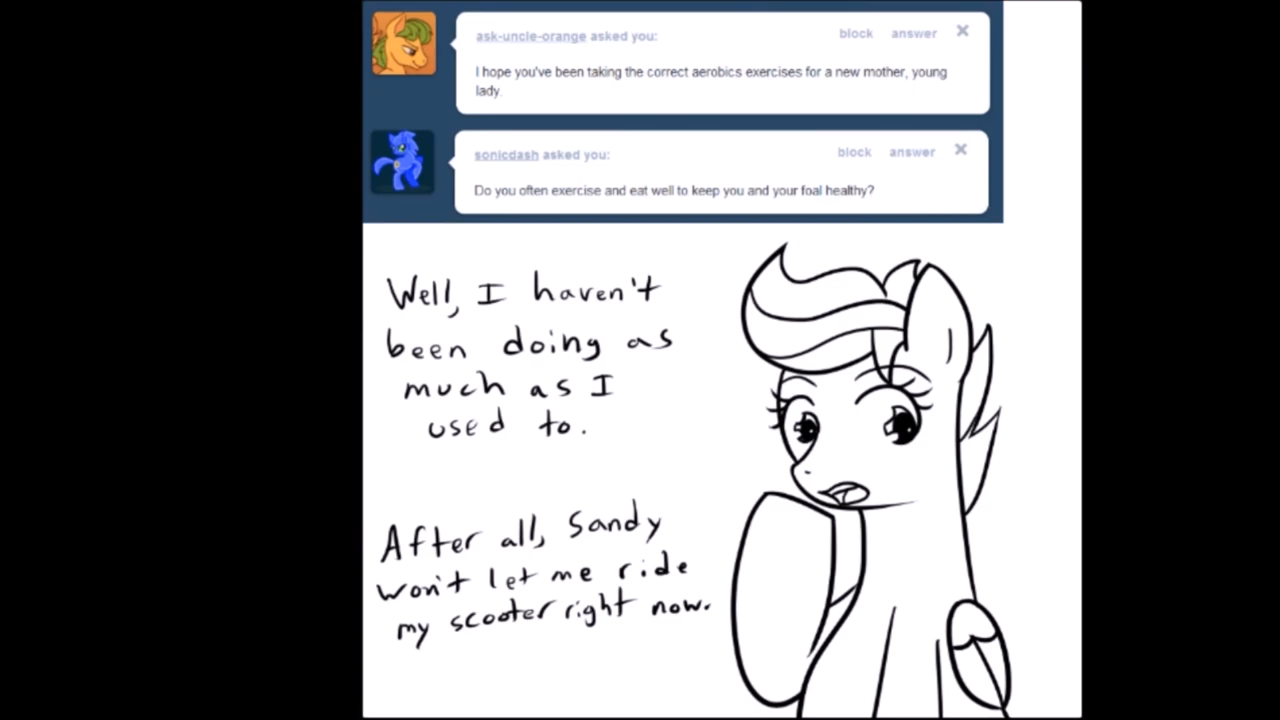 ask-uncle-orange asked you:
block answer
I hope you've been taking the correct aerobics exercises for a new mother, young
lady.
sonicdash asked you:
block answer
Do you often exercise and eat well to keep you and your foal healthy?
Well, I haven't
been doing as
much as I
used to.
After all, Sandy
won't let me ride
my scooter right now.